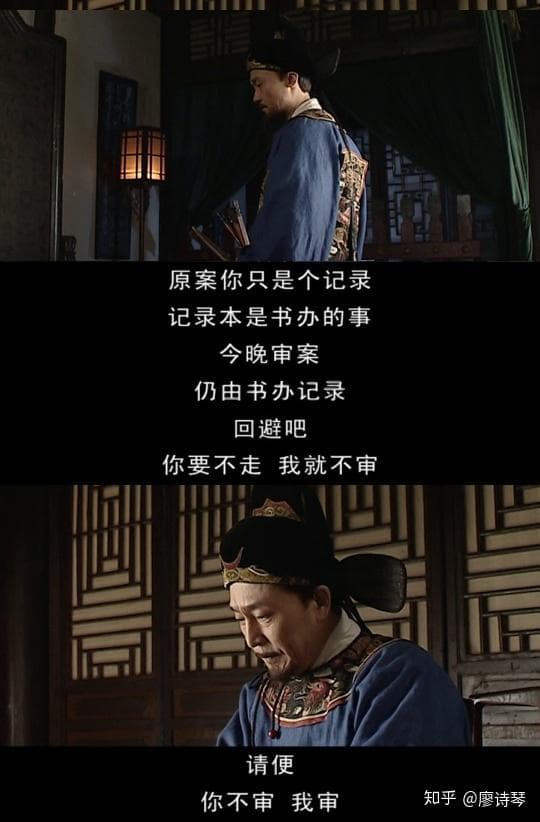 原案你只是个记录
记录本是书办的事
今晚审案
仍由书办记录
回避吧
你要不走 我就不审
请便
你不审 我审
知乎 @廖诗琴